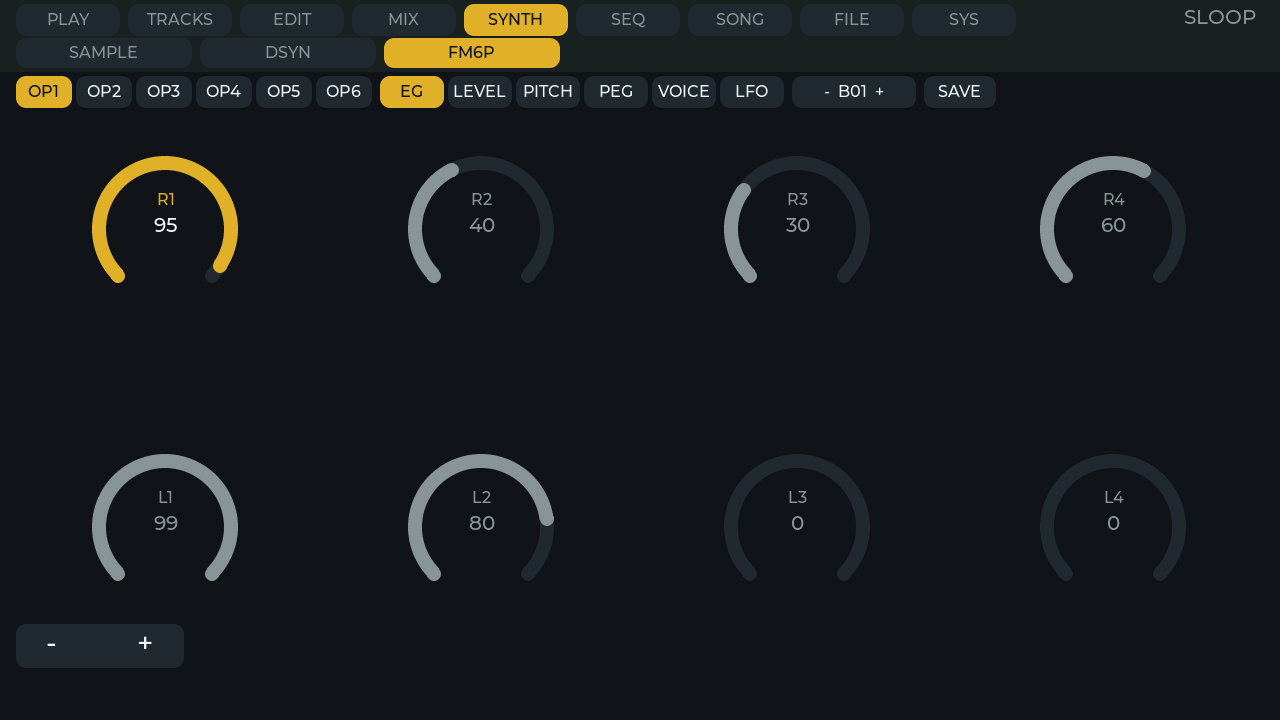 PLAY TRACKS EDIT MIX SYNTH SEQ SONG FILE SYS SLOOP
SAMPLE DSYN FM6P
OP1 OP2 OP3 OP4 OP5 OP6 EG LEVEL PITCH PEG VOICE LFO - B01 + SAVE
R1 R2 R3 R4
95 40 30 60
L1 L2 L3 L4
99 80 0 0
- +